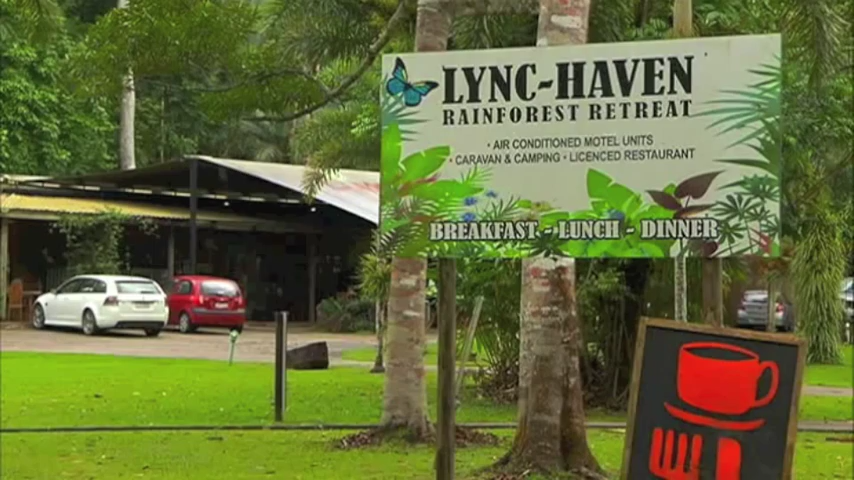 LYNC-HAVEN
RAINFOREST RETREAT
· AIR CONDITIONED MOTEL UNITS
· CARAVAN & CAMPING · LICENCED RESTAURANT
BREAKFAST - LUNCH - DINNER